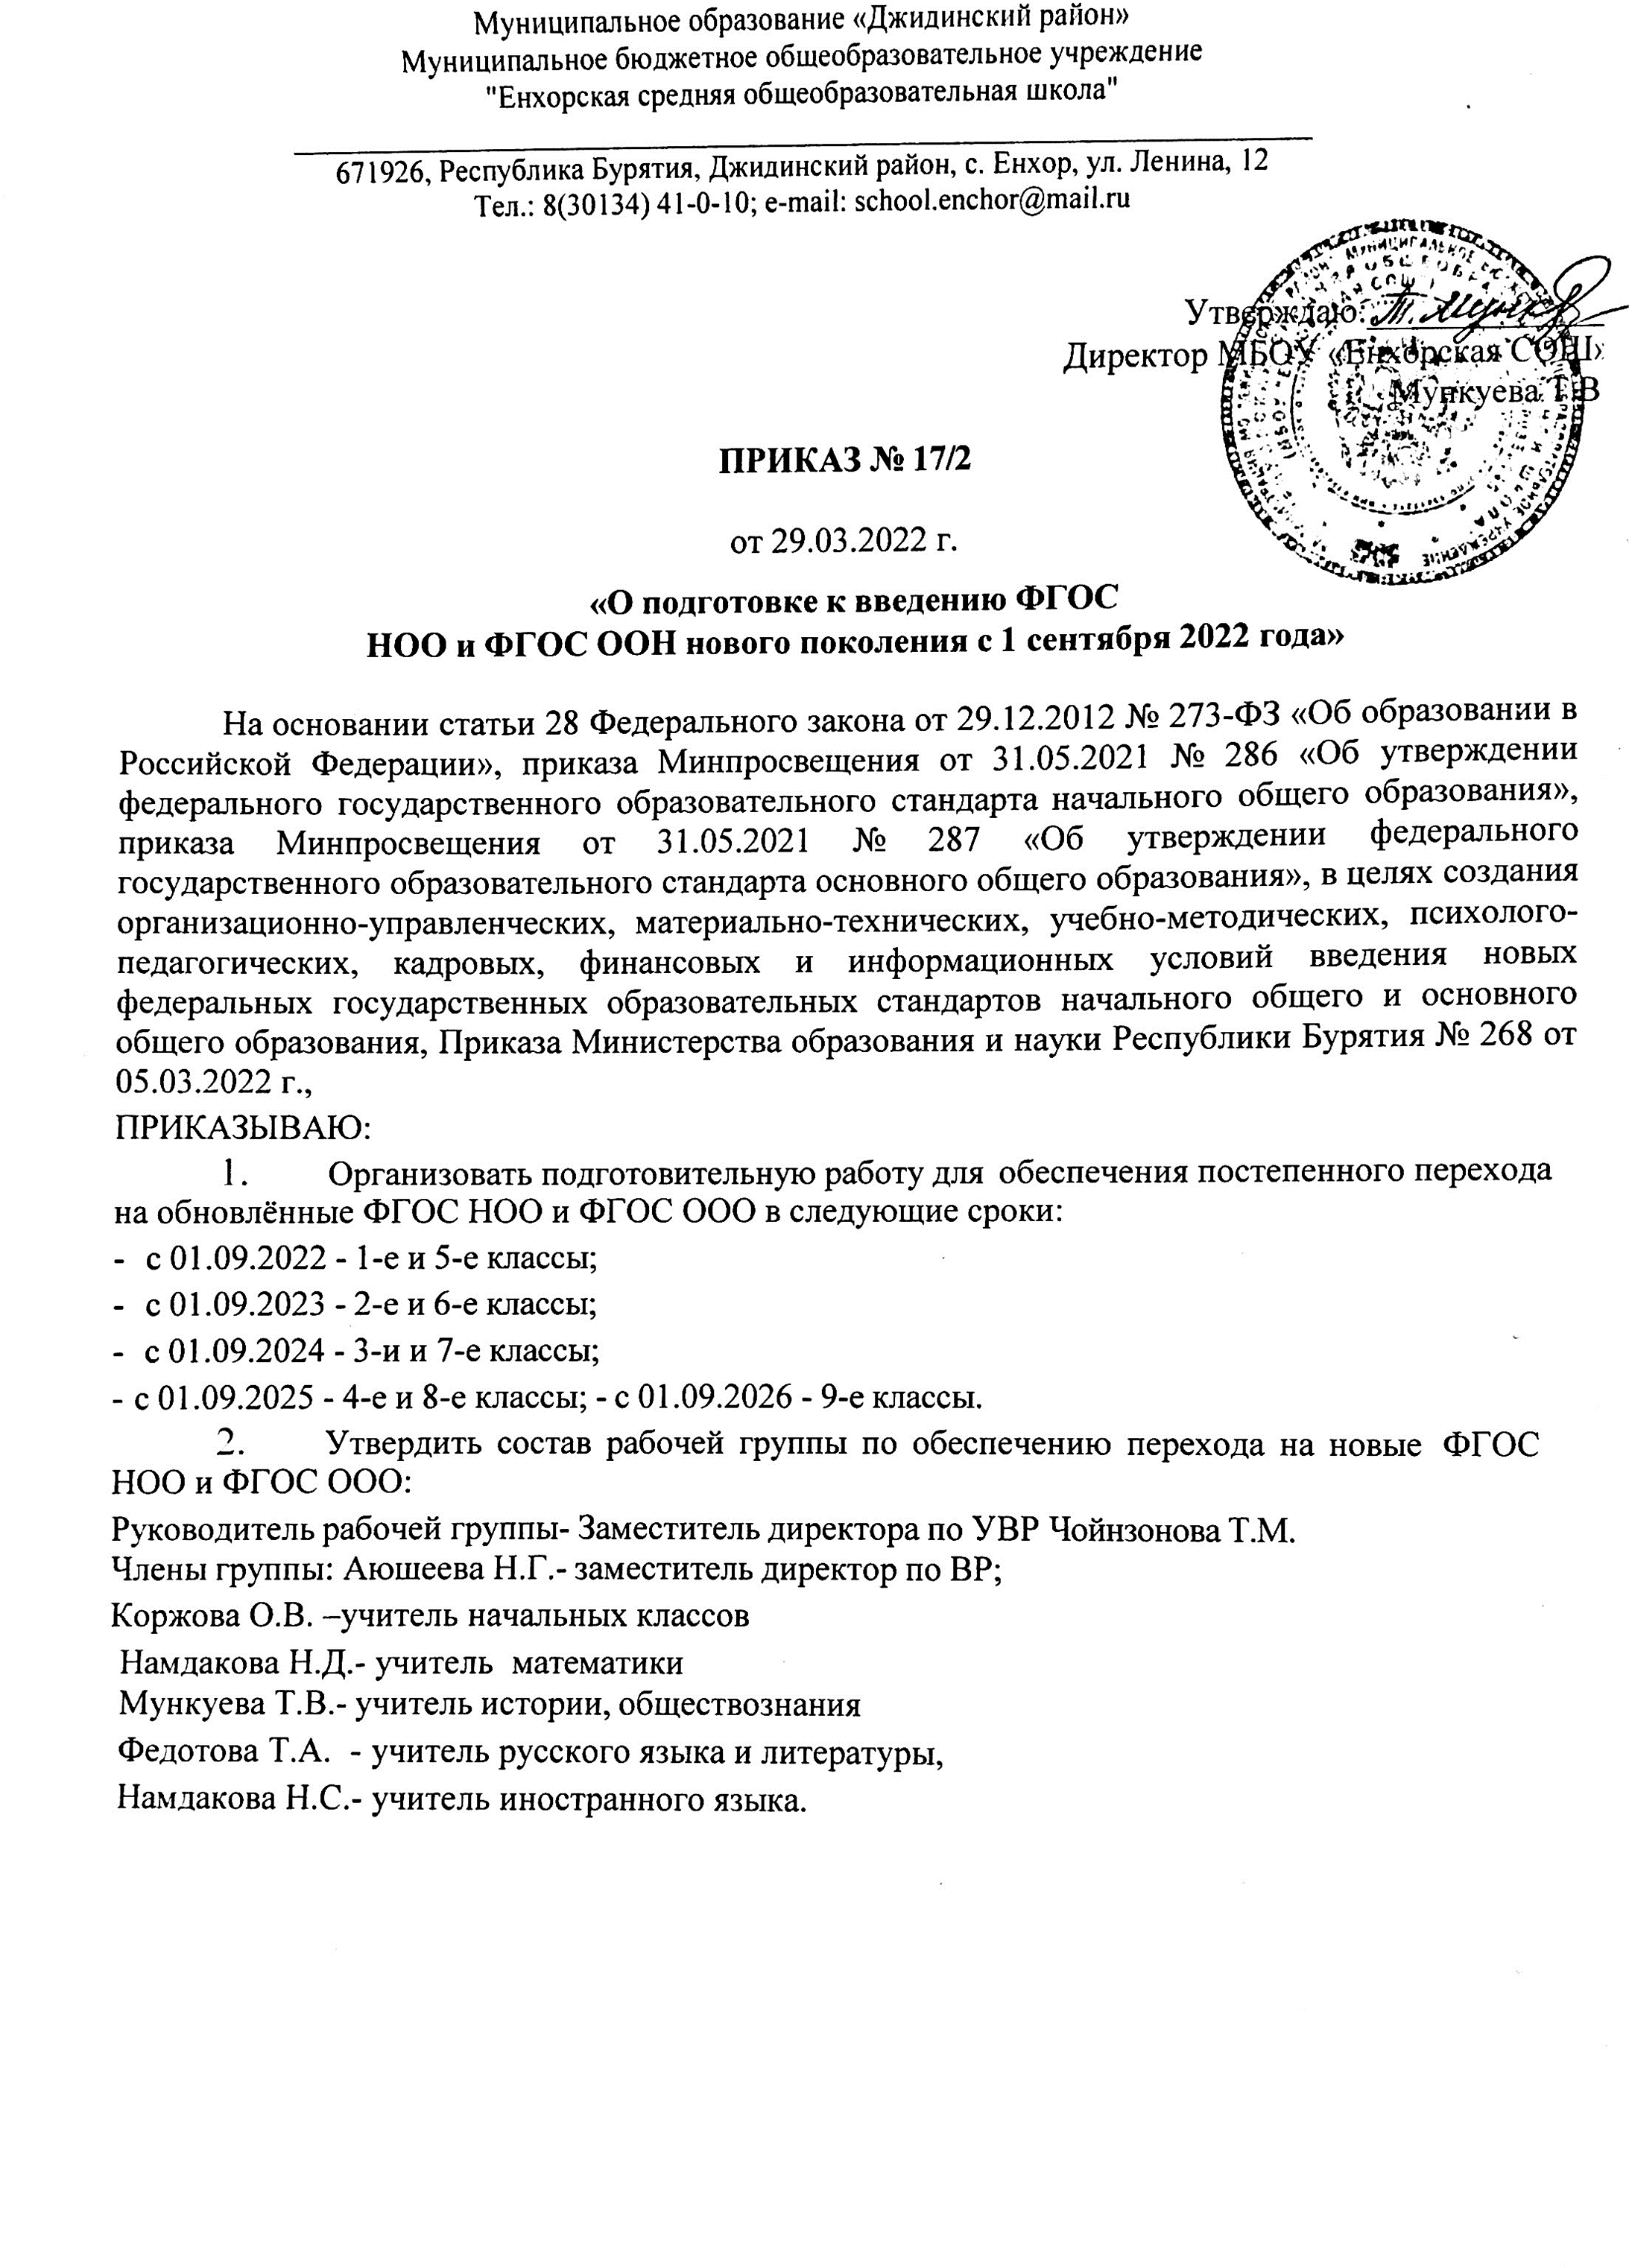 Муниципальное образование «Джидинский район»
Муниципальное бюджетное общеобразовательное учреждение
"Енхорская средняя общеобразовательная школа"
671926, Республика Бурятия, Джидинский район, с. Енхор, ул. Ленина, 12
Тел.: 8(30134) 41-0-10; e-mail: school.enchor@mail.ru
Утверждаю:
Директор МБОУ «Енхорская СОШ»
Мункуева Т.В
ПРИКАЗ № 17/2
от 29.03.2022 г.
«О подготовке к введению ФГОС
НОО и ФГОС ООН нового поколения с 1 сентября 2022 года»
На основании статьи 28 Федерального закона от 29.12.2012 № 273-ФЗ «Об образовании в
Российской Федерации», приказа Минпросвещения от 31.05.2021 № 286 «Об утверждении
федерального государственного образовательного стандарта начального общего образования»,
приказа Минпросвещения от 31.05.2021 № 287 «Об утверждении федерального
государственного образовательного стандарта основного общего образования», в целях создания
организационно-управленческих, материально-технических, учебно-методических, психолого-
педагогических, кадровых, финансовых и информационных условий введения новых
федеральных государственных образовательных стандартов начального общего и основного
общего образования, Приказа Министерства образования и науки Республики Бурятия № 268 от
05.03.2022 г.,
ПРИКАЗЫВАЮ:
1. Организовать подготовительную работу для обеспечения постепенного перехода
на обновлённые ФГОС НОО и ФГОС ООО в следующие сроки:
- с 01.09.2022 - 1-е и 5-е классы;
- с 01.09.2023 - 2-е и 6-е классы;
- с 01.09.2024 - 3-и и 7-е классы;
- с 01.09.2025 - 4-е и 8-е классы; - с 01.09.2026 - 9-е классы.
2. Утвердить состав рабочей группы по обеспечению перехода на новые ФГОС
НОО и ФГОС ООО:
Руководитель рабочей группы- Заместитель директора по УВР Чойнзонова Т.М.
Члены группы: Аюшеева Н.Г.- заместитель директор по ВР;
Коржова О.В. –учитель начальных классов
Намдакова Н.Д.- учитель математики
Мункуева Т.В.- учитель истории, обществознания
Федотова Т.А. - учитель русского языка и литературы,
Намдакова Н.С.- учитель иностранного языка.